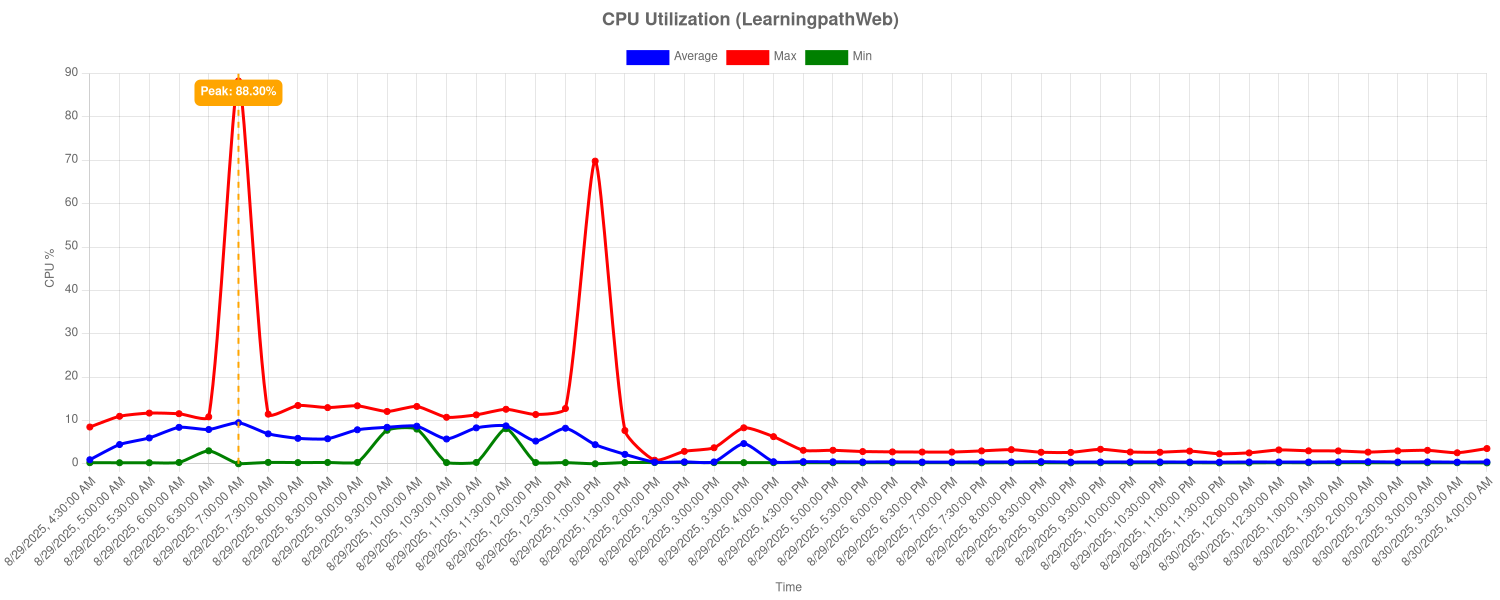 CPU Utilization (LearningpathWeb)
Average Max Min
Peak: 88.30%
CPU %
90
80
70
60
50
40
30
20
10
0
8/29/2025, 4:30:00 AM
8/29/2025, 5:00:00 AM
8/29/2025, 5:30:00 AM
8/29/2025, 6:00:00 AM
8/29/2025, 6:30:00 AM
8/29/2025, 7:00:00 AM
8/29/2025, 7:30:00 AM
8/29/2025, 8:00:00 AM
8/29/2025, 8:30:00 AM
8/29/2025, 9:00:00 AM
8/29/2025, 9:30:00 AM
8/29/2025, 10:00:00 AM
8/29/2025, 10:30:00 AM
8/29/2025, 11:00:00 AM
8/29/2025, 11:30:00 AM
8/29/2025, 12:00:00 PM
8/29/2025, 12:30:00 PM
8/29/2025, 1:00:00 PM
8/29/2025, 1:30:00 PM
8/29/2025, 2:00:00 PM
8/29/2025, 2:30:00 PM
8/29/2025, 3:00:00 PM
8/29/2025, 3:30:00 PM
8/29/2025, 4:00:00 PM
8/29/2025, 4:30:00 PM
8/29/2025, 5:00:00 PM
8/29/2025, 5:30:00 PM
8/29/2025, 6:00:00 PM
8/29/2025, 6:30:00 PM
8/29/2025, 7:00:00 PM
8/29/2025, 7:30:00 PM
8/29/2025, 8:00:00 PM
8/29/2025, 8:30:00 PM
8/29/2025, 9:00:00 PM
8/29/2025, 9:30:00 PM
8/29/2025, 10:00:00 PM
8/29/2025, 10:30:00 PM
8/29/2025, 11:00:00 PM
8/29/2025, 11:30:00 PM
8/30/2025, 12:00:00 AM
8/30/2025, 12:30:00 AM
8/30/2025, 1:00:00 AM
8/30/2025, 1:30:00 AM
8/30/2025, 2:00:00 AM
8/30/2025, 2:30:00 AM
8/30/2025, 3:00:00 AM
8/30/2025, 3:30:00 AM
8/30/2025, 4:00:00 AM
Time